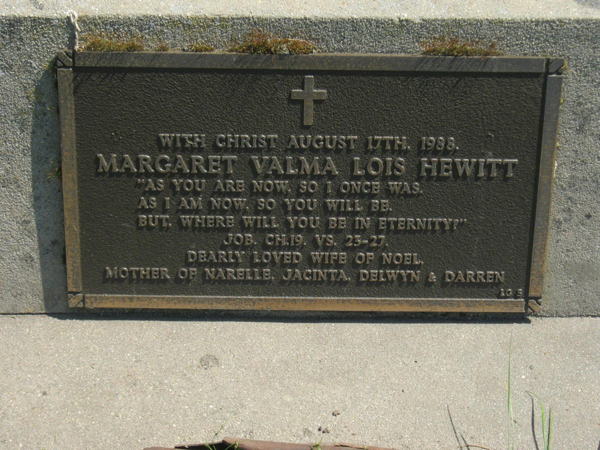 WITH CHRIST AUGUST 17TH. 1988.
MARGARET VALMA LOIS HEWITT
"AS YOU ARE NOW, SO I ONCE WAS.
AS I AM NOW, SO YOU WILL BE.
BUT, WHERE WILL YOU BE IN ETERNITY?"
JOB. CH.19. VS. 23-27.
DEARLY LOVED WIFE OF NOEL,
MOTHER OF NARELLE, JACINTA, DELWYN & DARREN